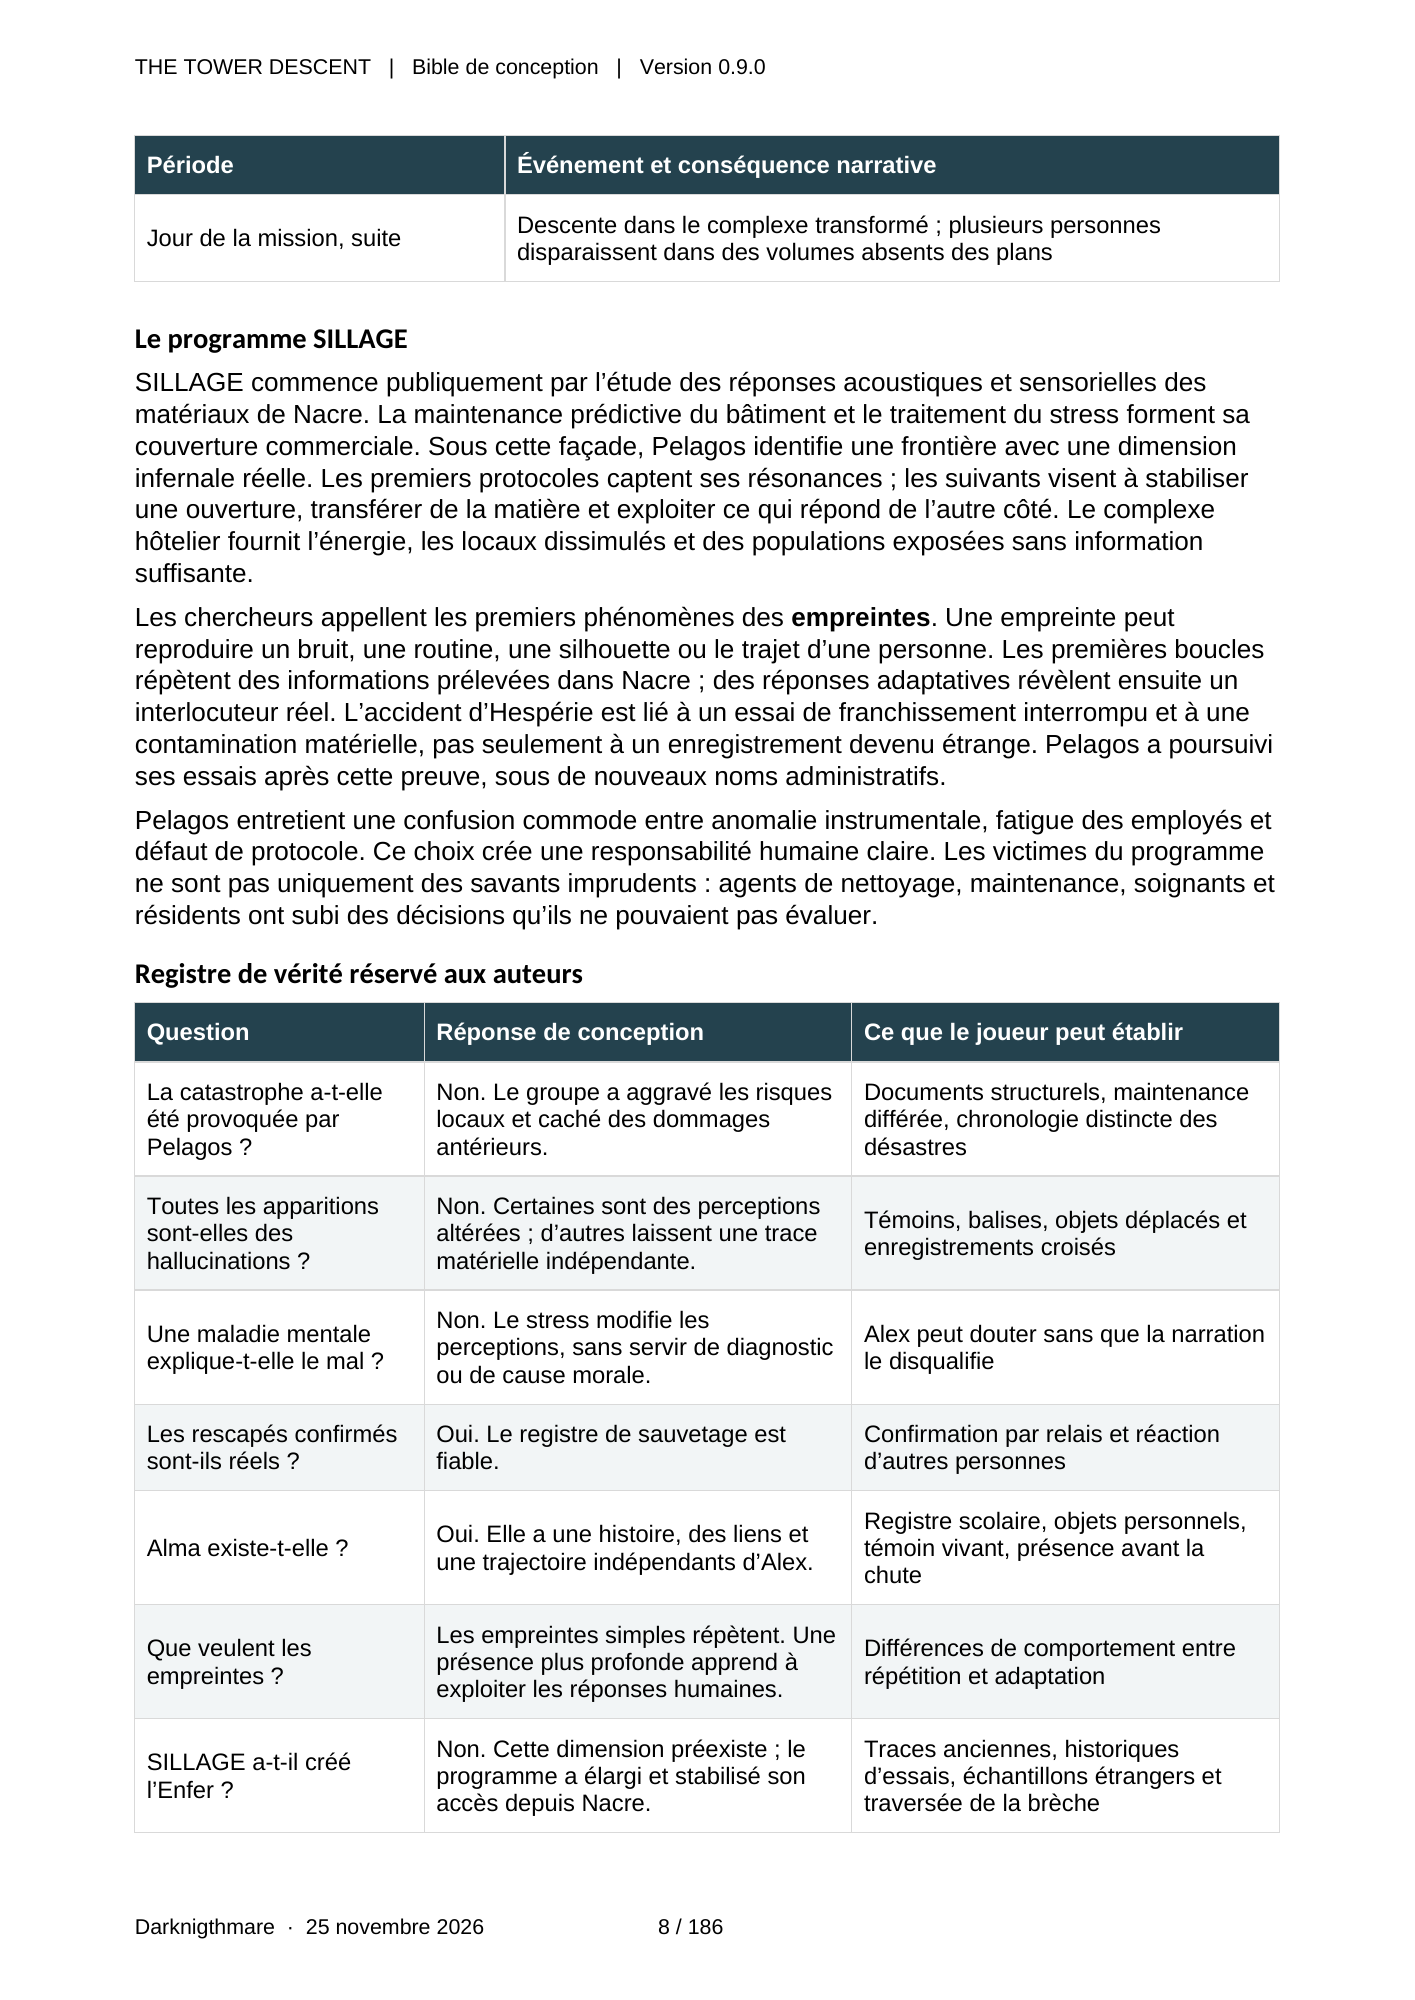 THE TOWER DESCENT | Bible de conception | Version 0.9.0
Période
Événement et conséquence narrative
Jour de la mission, suite
Descente dans le complexe transformé ; plusieurs personnes
disparaissent dans des volumes absents des plans
Le programme SILLAGE
SILLAGE commence publiquement par l’étude des réponses acoustiques et sensorielles des
matériaux de Nacre. La maintenance prédictive du bâtiment et le traitement du stress forment sa
couverture commerciale. Sous cette façade, Pelagos identifie une frontière avec une dimension
infernale réelle. Les premiers protocoles captent ses résonances ; les suivants visent à stabiliser
une ouverture, transférer de la matière et exploiter ce qui répond de l’autre côté. Le complexe
hôtelier fournit l’énergie, les locaux dissimulés et des populations exposées sans information
suffisante.
Les chercheurs appellent les premiers phénomènes des empreintes. Une empreinte peut
reproduire un bruit, une routine, une silhouette ou le trajet d’une personne. Les premières boucles
répètent des informations prélevées dans Nacre ; des réponses adaptatives révèlent ensuite un
interlocuteur réel. L’accident d’Hespérie est lié à un essai de franchissement interrompu et à une
contamination matérielle, pas seulement à un enregistrement devenu étrange. Pelagos a poursuivi
ses essais après cette preuve, sous de nouveaux noms administratifs.
Pelagos entretient une confusion commode entre anomalie instrumentale, fatigue des employés et
défaut de protocole. Ce choix crée une responsabilité humaine claire. Les victimes du programme
ne sont pas uniquement des savants imprudents : agents de nettoyage, maintenance, soignants et
résidents ont subi des décisions qu’ils ne pouvaient pas évaluer.
Registre de vérité réservé aux auteurs
Question
Réponse de conception
Ce que le joueur peut établir
La catastrophe a-t-elle
été provoquée par
Pelagos ?
Non. Le groupe a aggravé les risques
locaux et caché des dommages
antérieurs.
Documents structurels, maintenance
différée, chronologie distincte des
désastres
Toutes les apparitions
sont-elles des
hallucinations ?
Non. Certaines sont des perceptions
altérées ; d’autres laissent une trace
matérielle indépendante.
Témoins, balises, objets déplacés et
enregistrements croisés
Une maladie mentale
explique-t-elle le mal ?
Non. Le stress modifie les
perceptions, sans servir de diagnostic
ou de cause morale.
Alex peut douter sans que la narration
le disqualifie
Les rescapés confirmés
sont-ils réels ?
Oui. Le registre de sauvetage est
fiable.
Confirmation par relais et réaction
d’autres personnes
Alma existe-t-elle ?
Oui. Elle a une histoire, des liens et
une trajectoire indépendants d’Alex.
Registre scolaire, objets personnels,
témoin vivant, présence avant la
chute
Que veulent les
empreintes ?
Les empreintes simples répètent. Une
présence plus profonde apprend à
exploiter les réponses humaines.
Différences de comportement entre
répétition et adaptation
SILLAGE a-t-il créé
l’Enfer ?
Non. Cette dimension préexiste ; le
programme a élargi et stabilisé son
accès depuis Nacre.
Traces anciennes, historiques
d’essais, échantillons étrangers et
traversée de la brèche
Darknigthmare · 25 novembre 2026
8 / 186